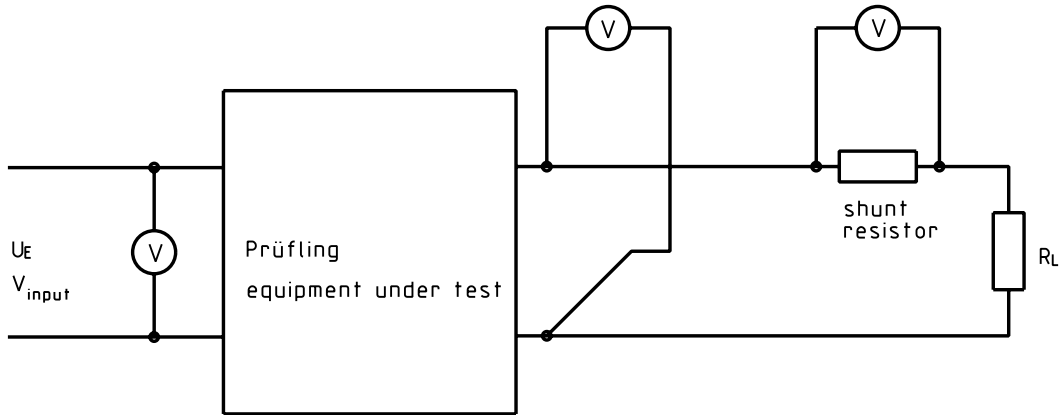 V
V
V
UE
Vinput
Prüfling
equipment under test
shunt
resistor
RL